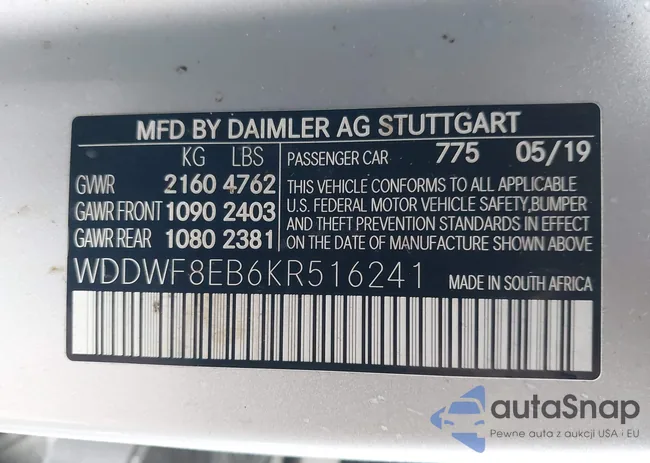 MFD BY DAIMLER AG STUTTGART
KG LBS
GVWR 2160 4762
GAWR FRONT 1090 2403
GAWR REAR 1080 2381
PASSENGER CAR 775 05/19
THIS VEHICLE CONFORMS TO ALL APPLICABLE
U.S. FEDERAL MOTOR VEHICLE SAFETY,BUMPER
AND THEFT PREVENTION STANDARDS IN EFFECT
ON THE DATE OF MANUFACTURE SHOWN ABOVE.
WDDWF8EB6KR516241
MADE IN SOUTH AFRICA
autoSnap
Pewne auta z aukcji USA i EU